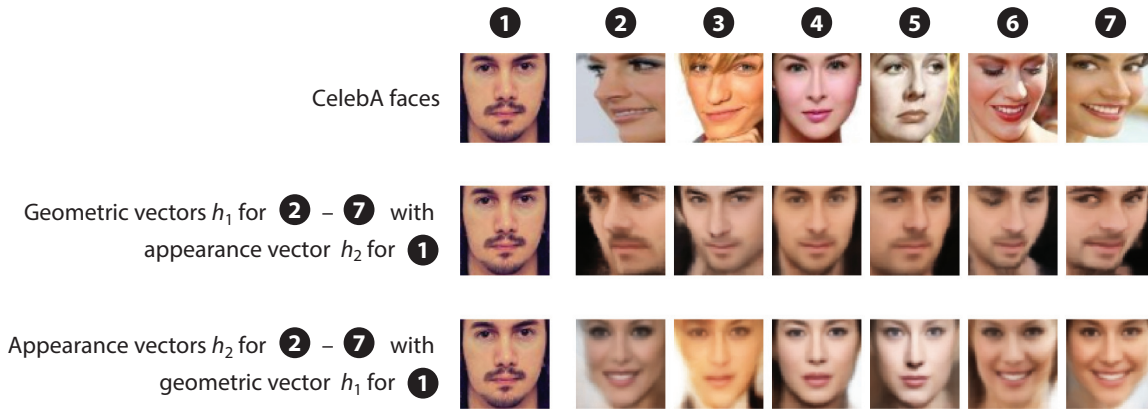 1 2 3 4 5 6 7
CelebA faces
Geometric vectors h₁ for 2 – 7 with
appearance vector h₂ for 1
Appearance vectors h₂ for 2 – 7 with
geometric vector h₁ for 1